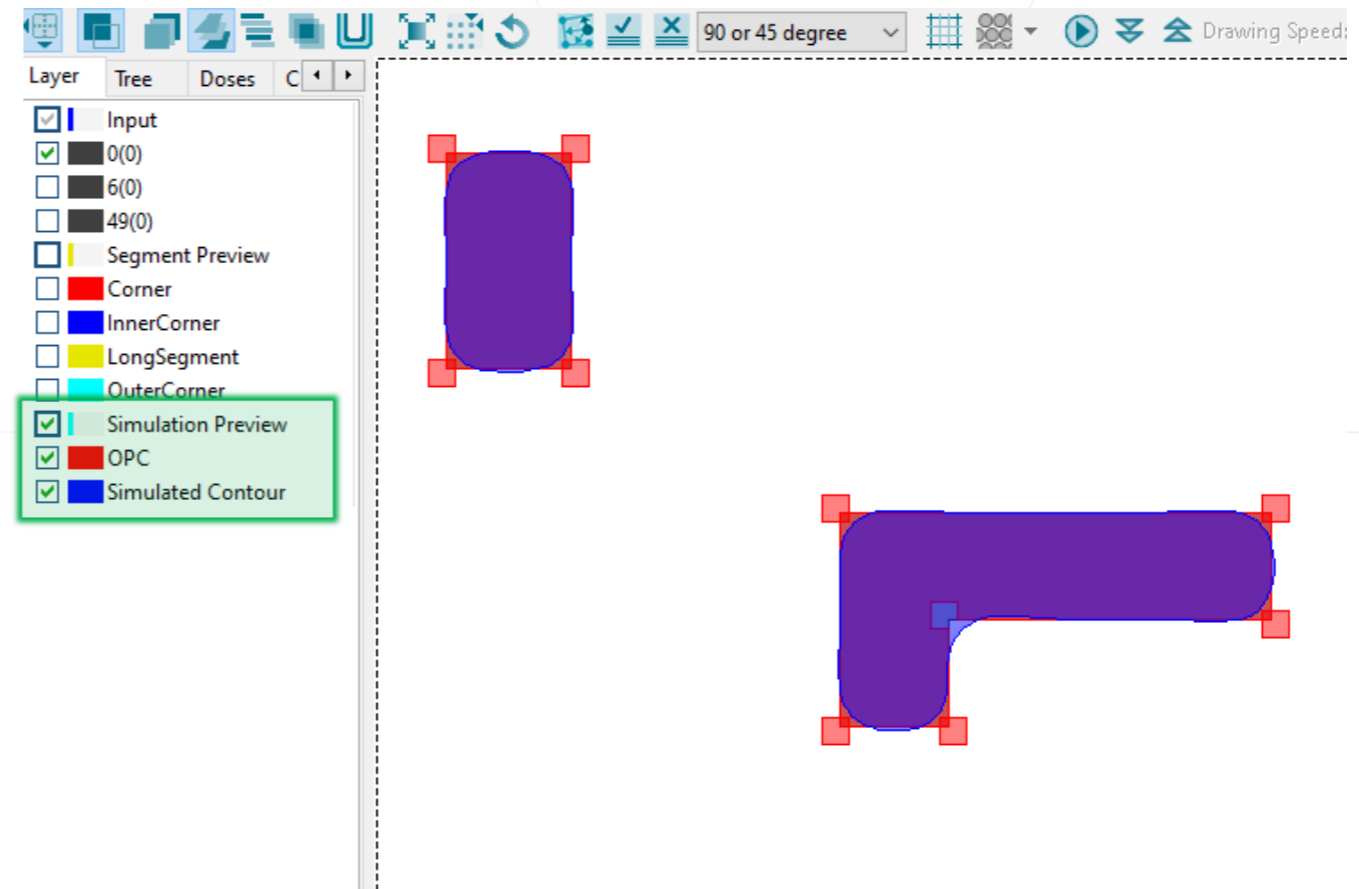 90 or 45 degree
Drawing Speed:
Layer Tree Doses C
Input
0(0)
6(0)
49(0)
Segment Preview
Corner
InnerCorner
LongSegment
OuterCorner
Simulation Preview
OPC
Simulated Contour